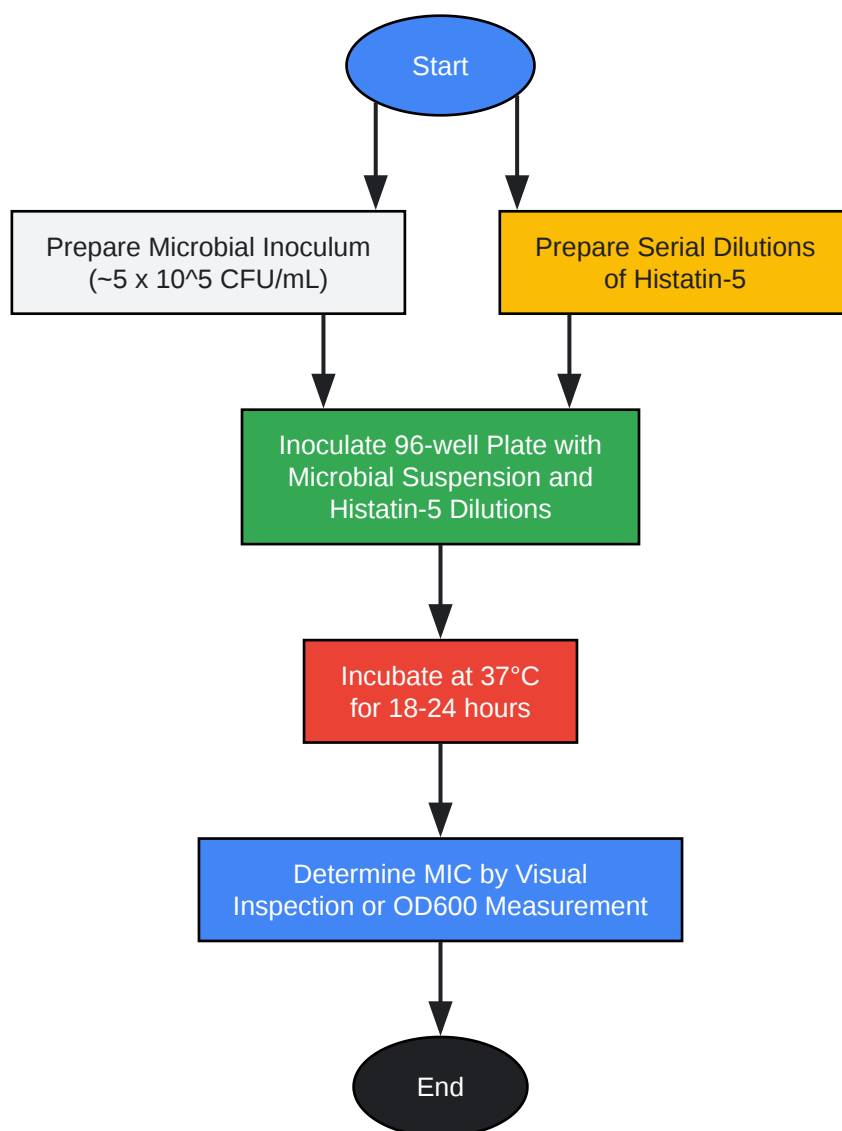 Start
Prepare Microbial Inoculum
(~5 x 10^5 CFU/mL)
Prepare Serial Dilutions
of Histatin-5
Inoculate 96-well Plate with
Microbial Suspension and
Histatin-5 Dilutions
Incubate at 37°C
for 18-24 hours
Determine MIC by Visual
Inspection or OD600 Measurement
End